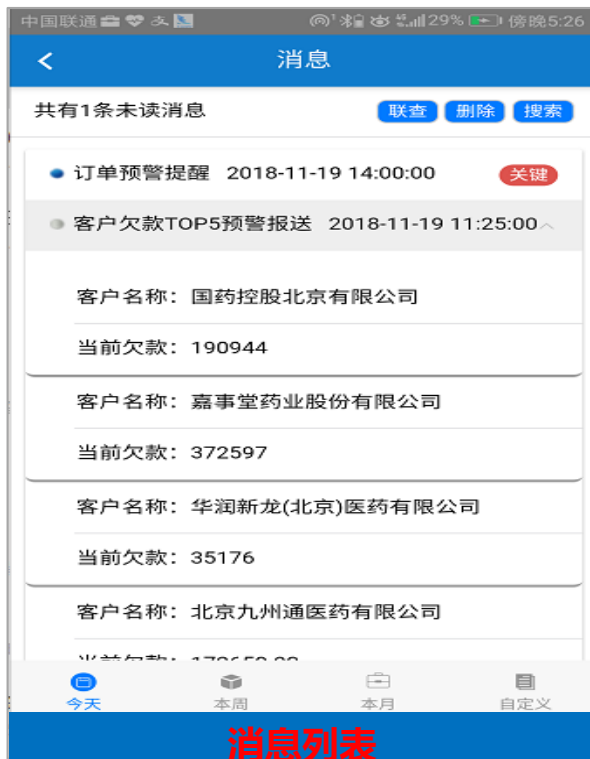 中国联通 29% 傍晚5:26
消息
共有1条未读消息 联查 删除 搜索
订单预警提醒 2018-11-19 14:00:00 关键
客户欠款TOP5预警报送 2018-11-19 11:25:00
客户名称：国药控股北京有限公司
当前欠款：190944
客户名称：嘉事堂药业股份有限公司
当前欠款：372597
客户名称：华润新龙(北京)医药有限公司
当前欠款：35176
客户名称：北京九州通医药有限公司
当前欠款：
今天 本周 本月 自定义
消息列表